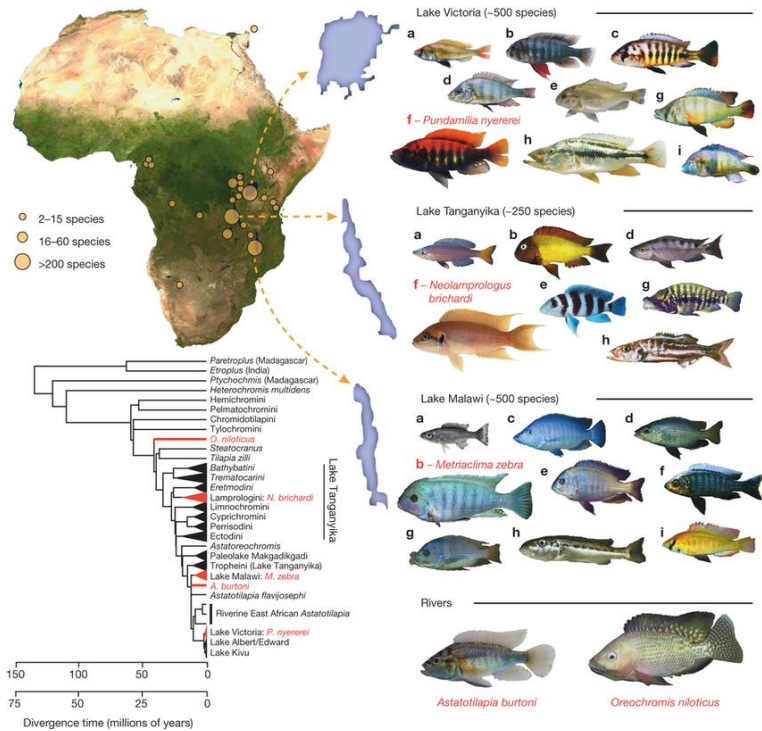 Lake Victoria (~500 species)
a
b
c
d
e
g
f – Pundamilia nyererei
h
i
2–15 species
16–60 species
>200 species
Lake Tanganyika (~250 species)
a
b
d
f – Neolamprologus
brichardi
e
g
h
Paretroplus (Madagascar)
Etroplus (India)
Ptychochmis (Madagascar)
Heterochromis multidens
Hemichromini
Pelmatochromini
Chromidotilapini
Tylochromini
O. niloticus
Steatocranus
Tilapia zilli
Bathybatini
Trematocarini
Eretmodini
Lamprologini: N. brichardi
Limnochromini
Cyprichromini
Perrisodini
Ectodini
Lake Tanganyika
Astatoreochromis
Paleolake Makgadikgadi
Tropheini (Lake Tanganyika)
Lake Malawi: M. zebra
A. burtoni
Astatotilapia flavijosephi
Riverine East African Astatotilapia
Lake Victoria: P. nyererei
Lake Albert/Edward
Lake Kivu
150 100 50 0
75 50 25 0
Divergence time (millions of years)
Lake Malawi (~500 species)
a
c
d
b – Metriaclima zebra
e
f
g
h
i
Rivers
Astatotilapia burtoni
Oreochromis niloticus